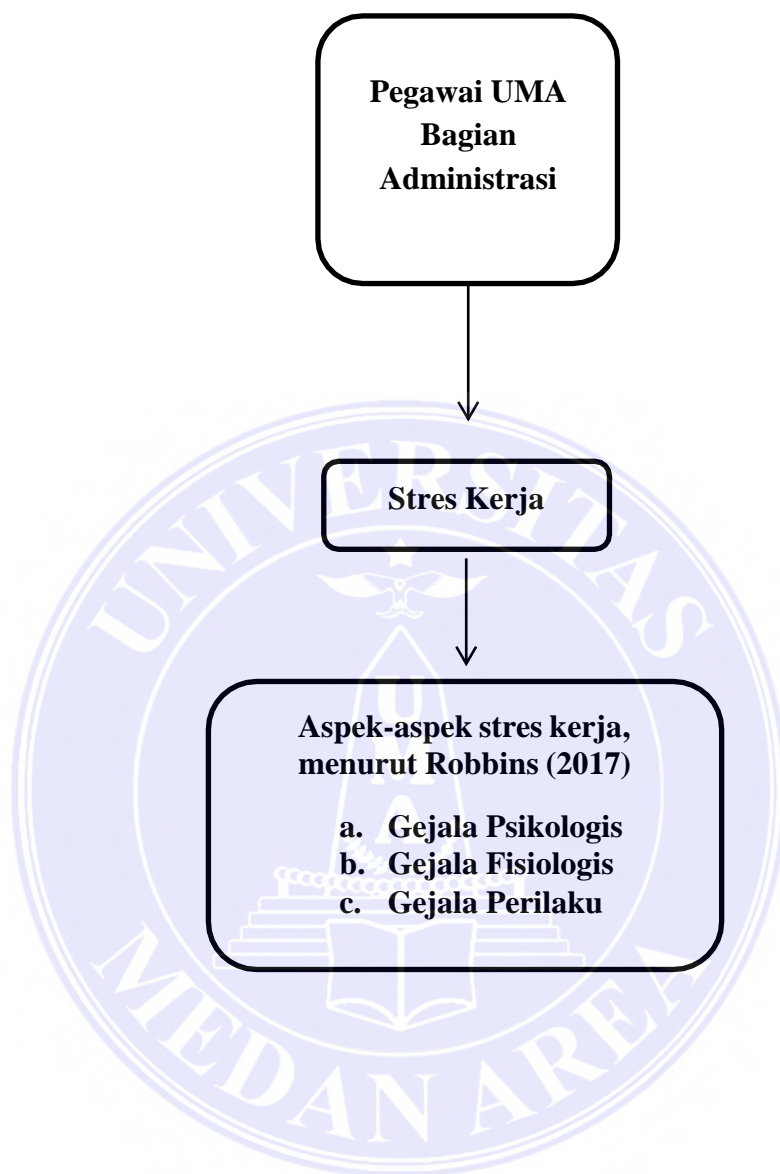 Pegawai UMA
Bagian
Administrasi
Stres Kerja
Aspek-aspek stres kerja,
menurut Robbins (2017)
a. Gejala Psikologis
b. Gejala Fisiologis
c. Gejala Perilaku
UNIVERSITAS
UMA
MEDAN AREA